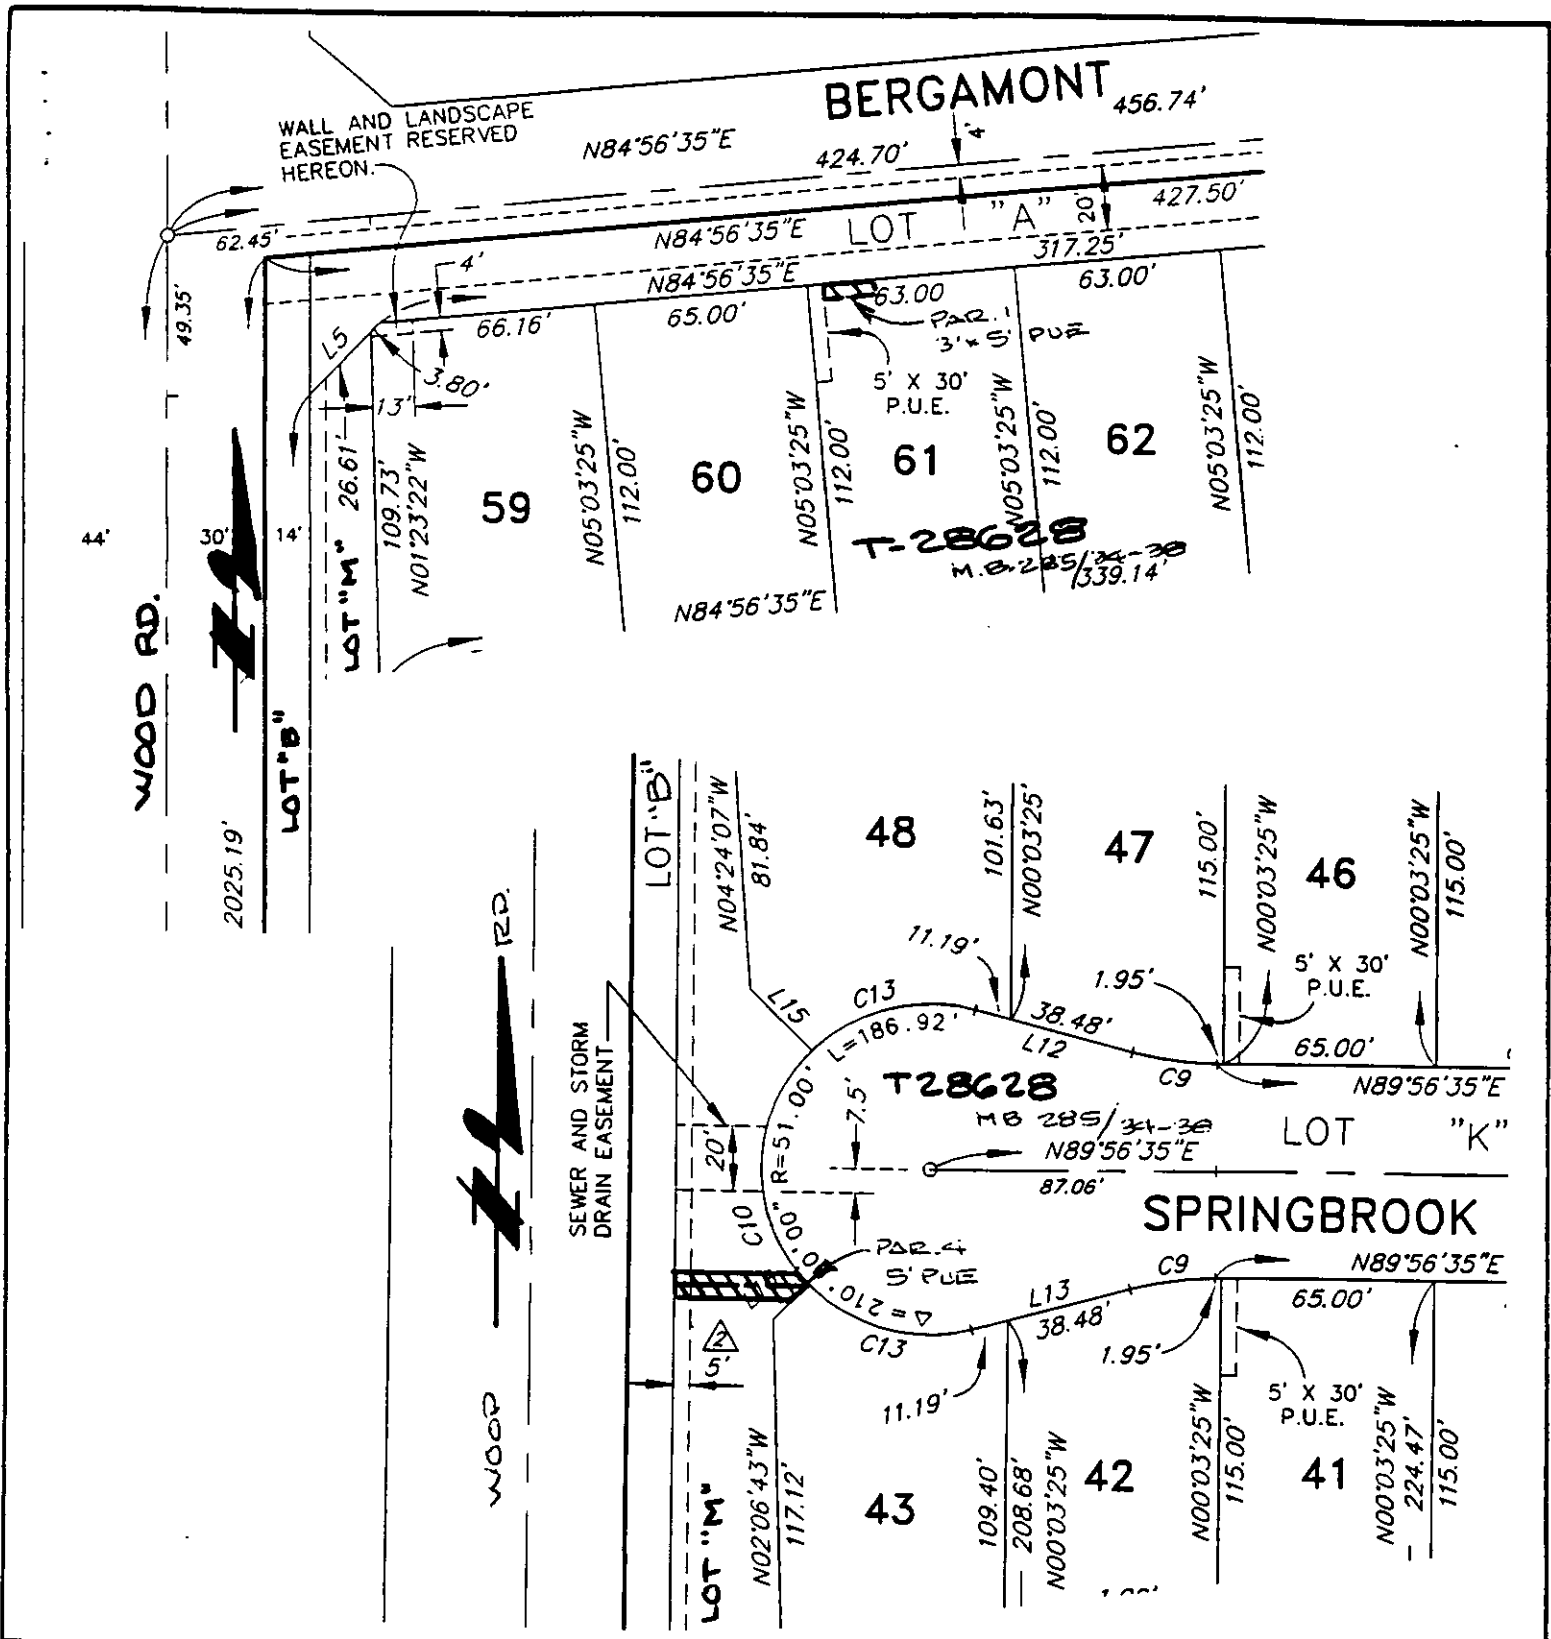 BERGAMONT
456.74'
WALL AND LANDSCAPE
EASEMENT RESERVED
HEREON.
N84°56'35"E
424.70'
4'
62.45'
N84°56'35"E
LOT "A"
20'
427.50'
317.25'
49.35'
4'
N84°56'35"E
66.16'
65.00'
63.00
63.00'
PAR. 1
3' x 5' PUE
L5
3.80'
13'
5' X 30'
P.U.E.
26.61'
109.73'
N01°23'22"W
59
N05°03'25"W
112.00'
60
N05°03'25"W
112.00'
61
N05°03'25"W
112.00'
62
N05°03'25"W
112.00'
44'
30'
14'
T-28628
M.B. 285/34-38
339.14'
N84°56'35"E
LOT "M"
WOOD RD.
LOT "B"
2025.19'
LOT "B"
N04°24'07"W
81.84'
48
101.63'
N00°03'25'
47
115.00'
N00°03'25"W
46
N00°03'25"W
115.00'
WOOD RD.
11.19'
1.95'
5' X 30'
P.U.E.
L15
C13
L=186.92'
38.48'
L12
C9
65.00'
N89°56'35"E
SEWER AND STORM
DRAIN EASEMENT
20'
R=51.00'
7.5'
T28628
MB 285/34-38
LOT "K"
N89°56'35"E
87.06'
SPRINGBROOK
C10
PAR. 4
5' PUE
Δ=210°00'00"
C13
L13
38.48'
C9
N89°56'35"E
65.00'
2
5'
11.19'
1.95'
5' X 30'
P.U.E.
LOT "M"
N02°06'43"W
117.12'
43
109.40'
208.68'
N00°03'25"W
42
N00°03'25"W
115.00'
41
N00°03'25"W
224.47'
115.00'